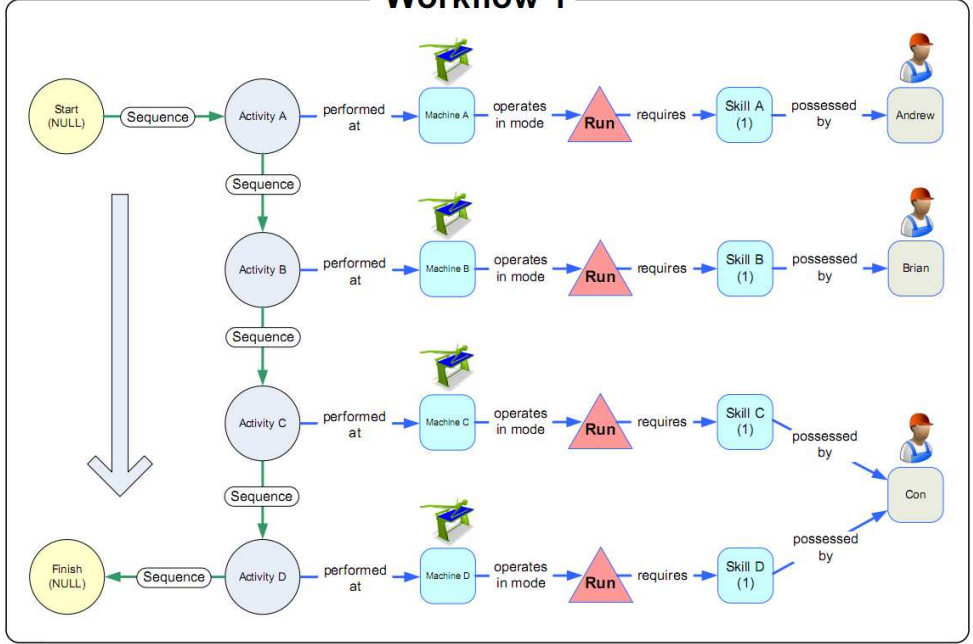 Workflow 1
Start
(NULL)
Sequence
Activity A
performed
at
Machine A
operates
in mode
Run
requires
Skill A
(1)
possessed
by
Andrew
Sequence
Activity B
performed
at
Machine B
operates
in mode
Run
requires
Skill B
(1)
possessed
by
Brian
Sequence
Activity C
performed
at
Machine C
operates
in mode
Run
requires
Skill C
(1)
possessed
by
Con
Sequence
Finish
(NULL)
Sequence
Activity D
performed
at
Machine D
operates
in mode
Run
requires
Skill D
(1)
possessed
by